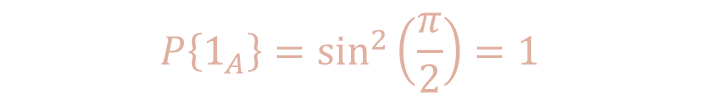 P{1_A} = sin² (π/2) = 1